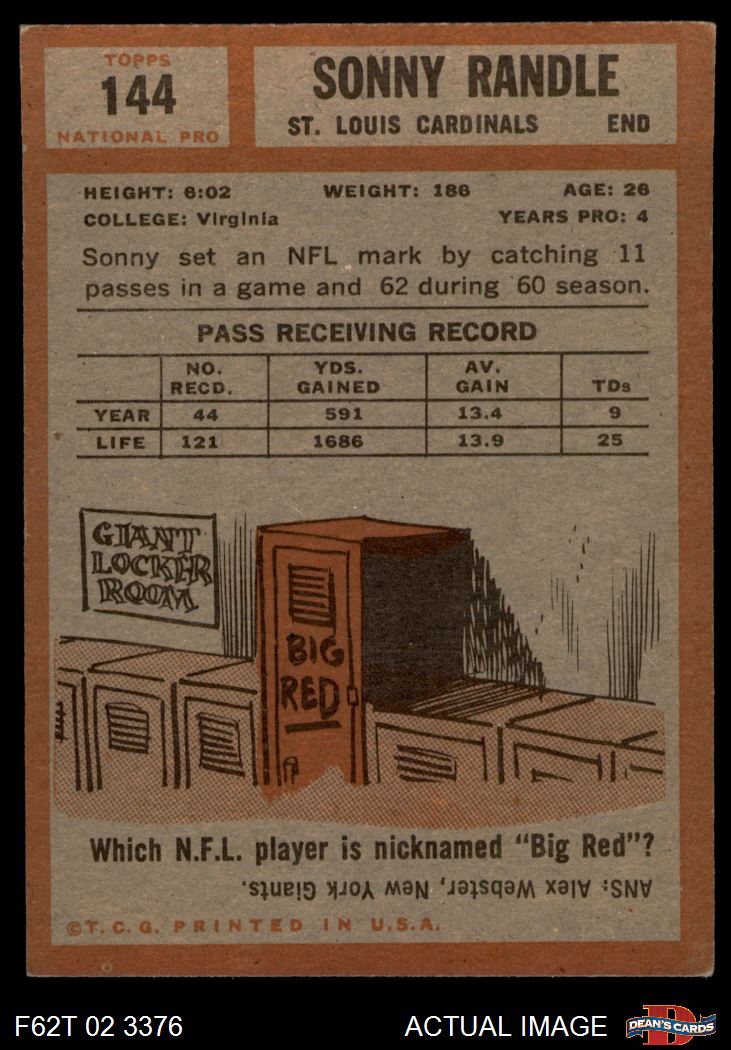 TOPPS
144
NATIONAL PRO
SONNY RANDLE
ST. LOUIS CARDINALS END
HEIGHT: 6:02 WEIGHT: 186 AGE: 26
COLLEGE: Virginia YEARS PRO: 4
Sonny set an NFL mark by catching 11
passes in a game and 62 during '60 season.
PASS RECEIVING RECORD
NO. RECD. YDS. GAINED AV. GAIN TDs
YEAR 44 591 13.4 9
LIFE 121 1686 13.9 25
GIANT
LOCKER
ROOM
BIG
RED
Which N.F.L. player is nicknamed "Big Red"?
ANS: Alex Webster, New York Giants.
©T.C.G. PRINTED IN U.S.A.
F62T 02 3376 ACTUAL IMAGE
D
DEAN'S CARDS